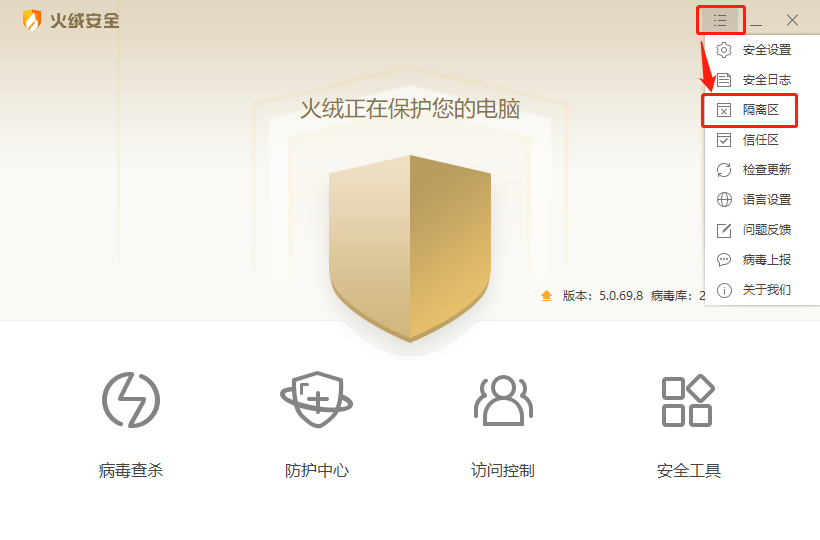 火绒安全
火绒正在保护您的电脑
安全设置
安全日志
隔离区
信任区
检查更新
语言设置
问题反馈
病毒上报
关于我们
版本：5.0.69.8 病毒库：2
病毒查杀
防护中心
访问控制
安全工具